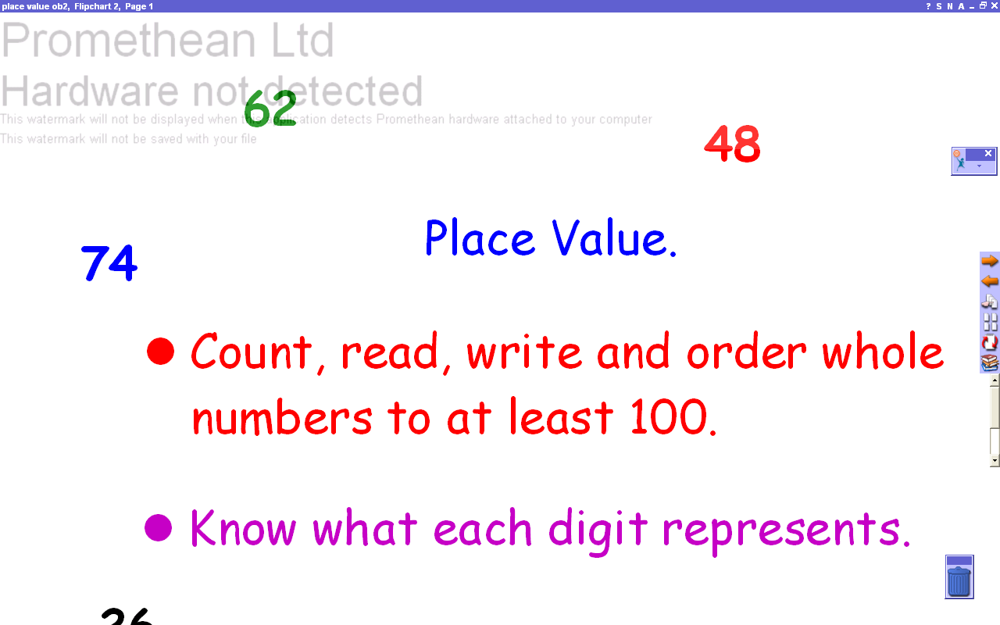 place value ob2, Flipchart 2, Page 1
? S N A
Promethean Ltd
Hardware not detected
62
This watermark will not be displayed when this application detects Promethean hardware attached to your computer
This watermark will not be saved with your file
48
Place Value.
74
Count, read, write and order whole
numbers to at least 100.
Know what each digit represents.